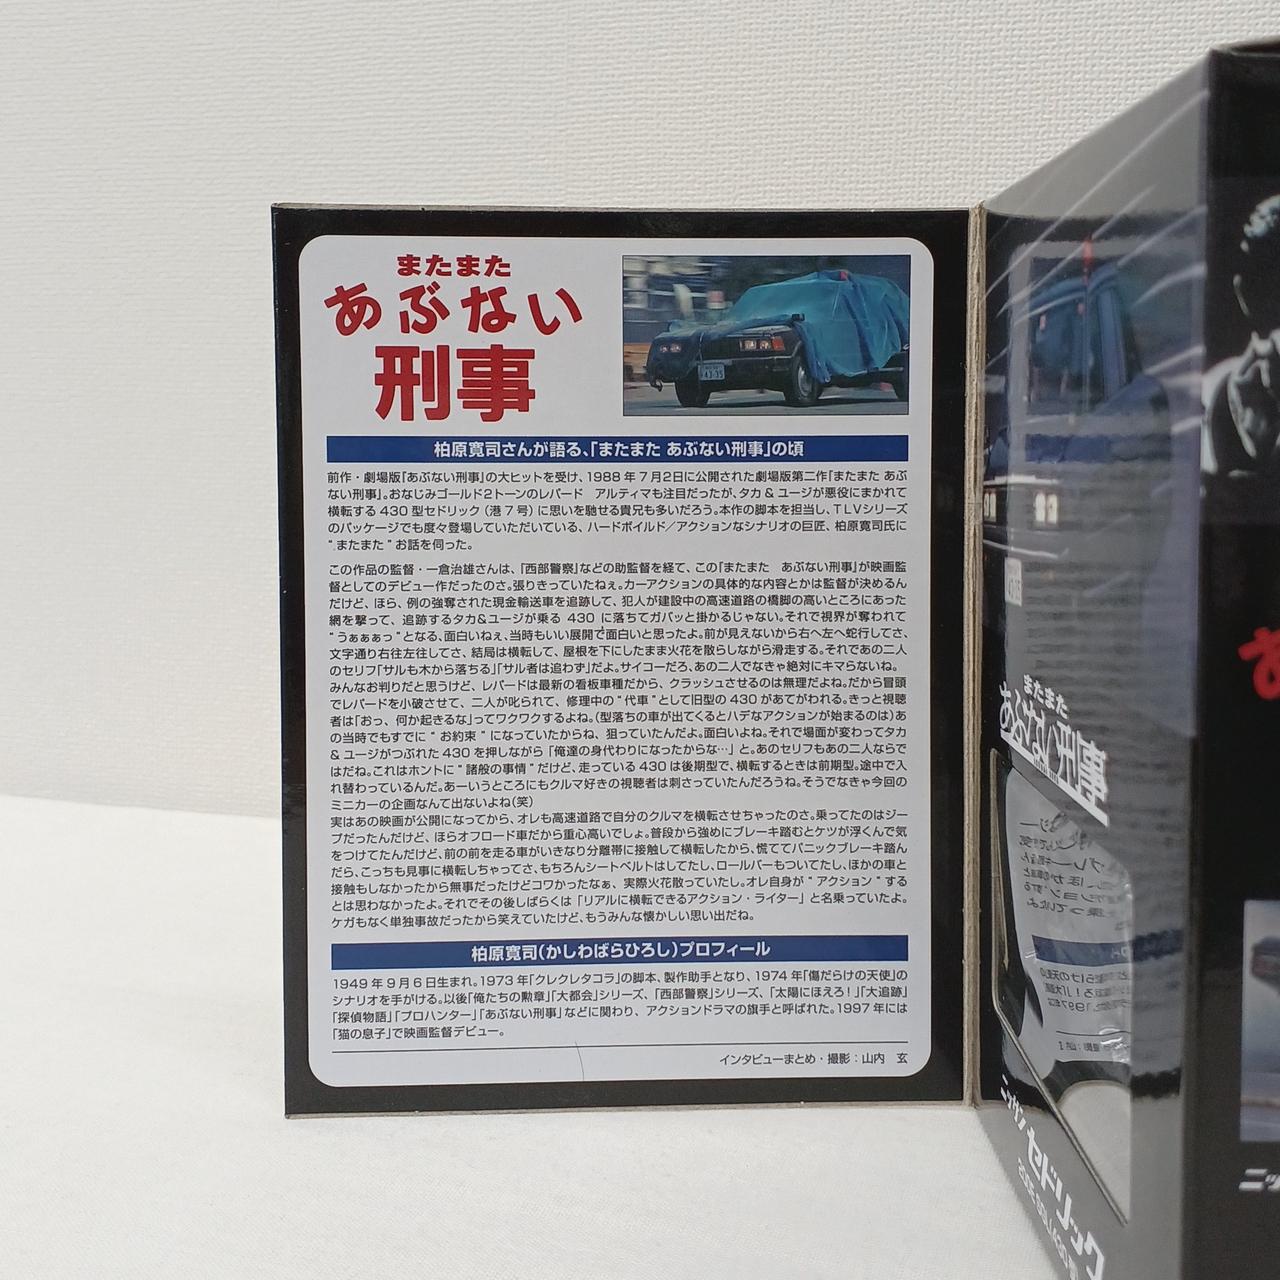 またまた
あぶない
刑事
43-35
柏原寛司さんが語る、「またまた あぶない刑事」の頃
前作・劇場版「あぶない刑事」の大ヒットを受け、1988年7月2日に公開された劇場版第二作「またまた あぶ
ない刑事」。おなじみゴールド2トーンのレパード アルティマも注目だったが、タカ＆ユージが悪役にまかれて
横転する430型セドリック（港7号）に思いを馳せる貴兄も多いだろう。本作の脚本を担当し、TLVシリーズ
のパッケージでも度々登場していただいている、ハードボイルド／アクションなシナリオの巨匠、柏原寛司氏に
“またまた”お話を伺った。
この作品の監督・一倉治雄さんは、「西部警察」などの助監督を経て、この「またまた あぶない刑事」が映画監
督としてのデビュー作だったのさ。張りきっていたねぇ。カーアクションの具体的な内容とかは監督が決めるん
だけど、ほら、例の強奪された現金輸送車を追跡して、犯人が建設中の高速道路の橋脚の高いところにあった
網を撃って、追跡するタカ&ユージが乗る 430 に落ちてガバッと掛かるじゃない。それで視界が奪われて
“うぁぁぁっ”となる、面白いねぇ、当時もいい展開で面白いと思ったよ。前が見えないから右へ左へ蛇行してさ、
文字通り右往左往してさ、結局は横転して、屋根を下にしたまま火花を散らしながら滑走する。それであの二人
のセリフ「サルも木から落ちる」「サル者は追わず」だよ。サイコーだろ、あの二人でなきゃ絶対にキマらないね。
みんなお判りだと思うけど、レパードは最新の看板車種だから、クラッシュさせるのは無理だよね。だから冒頭
でレパードを小破させて、二人が叱られて、修理中の“代車”として旧型の430があてがわれる。きっと視聴
者は「おっ、何か起きるな」ってワクワクするよね。（型落ちの車が出てくるとハデなアクションが始まるのは）あ
の当時でもすでに“お約束”になっていたからね、狙っていたんだよ。面白いよね。それで場面が変わってタカ
＆ユージがつぶれた430を押しながら「俺達の身代わりになったからな…」と。あのセリフもあの二人ならで
はだね。これはホントに“諸般の事情”だけど、走っている430は後期型で、横転するときは前期型。途中で入
れ替わっているんだ。あーいうところにもクルマ好きの視聴者は刺さっていたんだろうね。そうでなきゃ今回の
ミニカーの企画なんて出ないよね（笑）
実はあの映画が公開になってから、オレも高速道路で自分のクルマを横転させちゃったのさ。乗ってたのはジー
プだったんだけど、ほらオフロード車だから重心高いでしょ。普段から強めにブレーキ踏むとケツが浮くんで気
をつけてたんだけど、前の前を走る車がいきなり分離帯に接触して横転したから、慌ててパニックブレーキ踏ん
だら、こっちも見事に横転しちゃってさ、もちろんシートベルトはしてたし、ロールバーもついてたし、ほかの車と
接触もしなかったから無事だったけどコワかったなぁ、実際火花散っていたし。オレ自身が“アクション”する
とは思わなかったよ。それでその後しばらくは「リアルに横転できるアクション・ライター」と名乗っていたよ。
ケガもなく単独事故だったから笑えていたけど、もうみんな懐かしい思い出だね。
柏原寛司（かしわばらひろし）プロフィール
1949年9月6日生まれ。1973年「クレクレタコラ」の脚本、製作助手となり、1974年「傷だらけの天使」の
シナリオを手がける。以後「俺たちの勲章」「大都会」シリーズ、「西部警察」シリーズ、「太陽にほえろ！」「大追跡」
「探偵物語」「プロハンター」「あぶない刑事」などに関わり、アクションドラマの旗手と呼ばれた。1997年には
「猫の息子」で映画監督デビュー。
インタビューまとめ・撮影：山内 玄
またまた
あぶない刑事
ニッサン セドリック